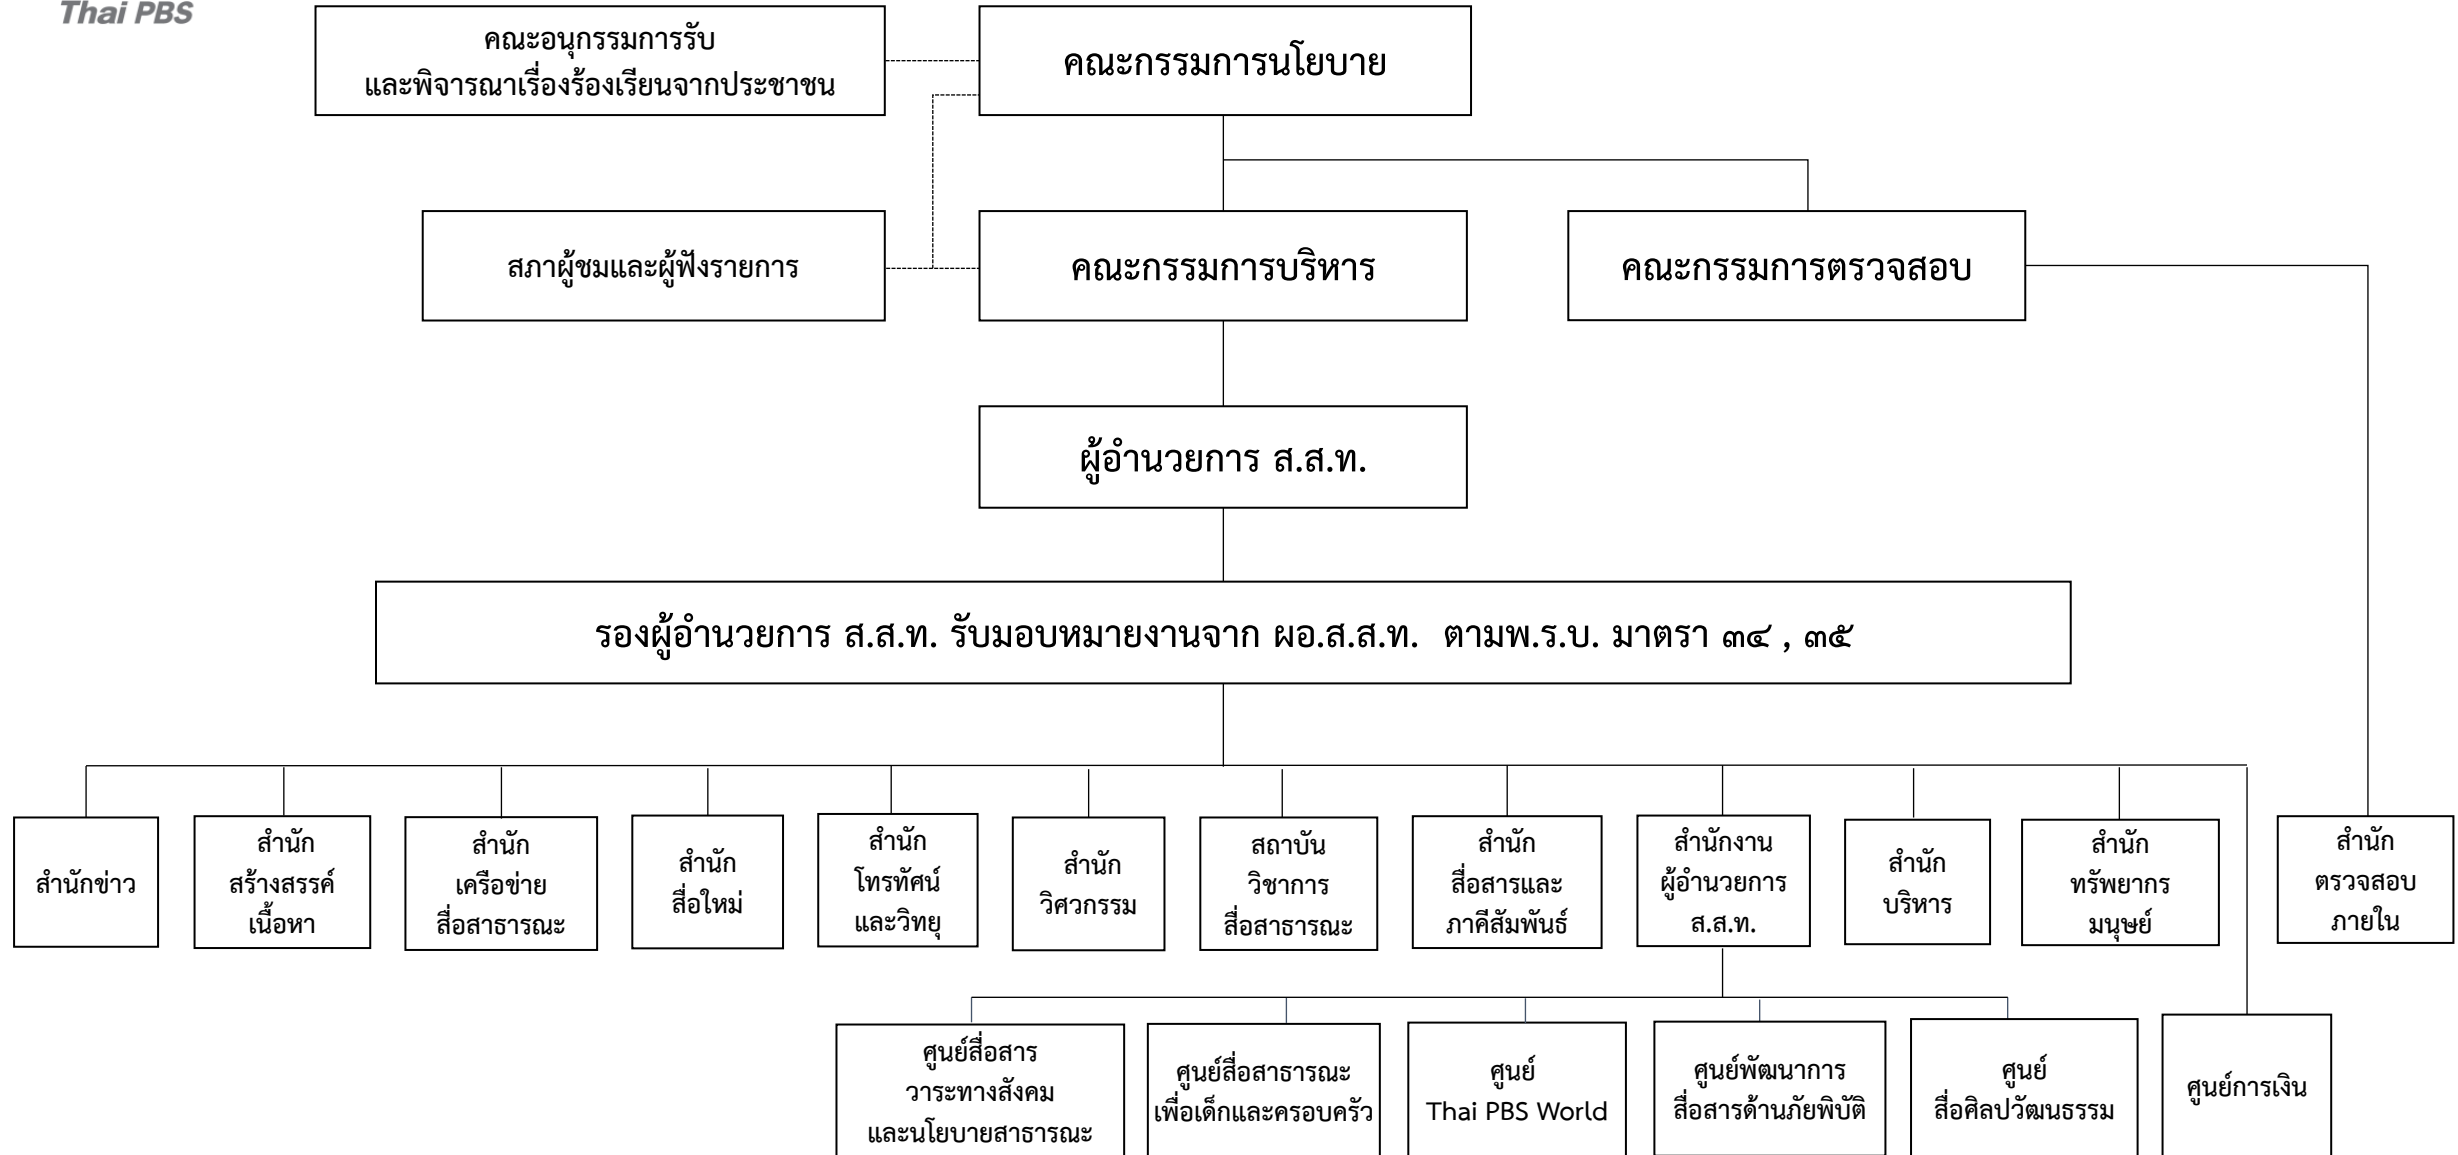 Thai PBS
คณะอนุกรรมการรับ
และพิจารณาเรื่องร้องเรียนจากประชาชน
คณะกรรมการนโยบาย
สภาผู้ชมและผู้ฟังรายการ
คณะกรรมการบริหาร
คณะกรรมการตรวจสอบ
ผู้อำนวยการ ส.ส.ท.
รองผู้อำนวยการ ส.ส.ท. รับมอบหมายงานจาก ผอ.ส.ส.ท. ตามพ.ร.บ. มาตรา ๓๔ , ๓๕
สำนักข่าว
สำนัก
สร้างสรรค์
เนื้อหา
สำนัก
เครือข่าย
สื่อสาธารณะ
สำนัก
สื่อใหม่
สำนัก
โทรทัศน์
และวิทยุ
สำนัก
วิศวกรรม
สถาบัน
วิชาการ
สื่อสาธารณะ
สำนัก
สื่อสารและ
ภาคีสัมพันธ์
สำนักงาน
ผู้อำนวยการ
ส.ส.ท.
สำนัก
บริหาร
สำนัก
ทรัพยากร
มนุษย์
สำนัก
ตรวจสอบ
ภายใน
ศูนย์สื่อสาร
วาระทางสังคม
และนโยบายสาธารณะ
ศูนย์สื่อสาธารณะ
เพื่อเด็กและครอบครัว
ศูนย์
Thai PBS World
ศูนย์พัฒนาการ
สื่อสารด้านภัยพิบัติ
ศูนย์
สื่อศิลปวัฒนธรรม
ศูนย์การเงิน